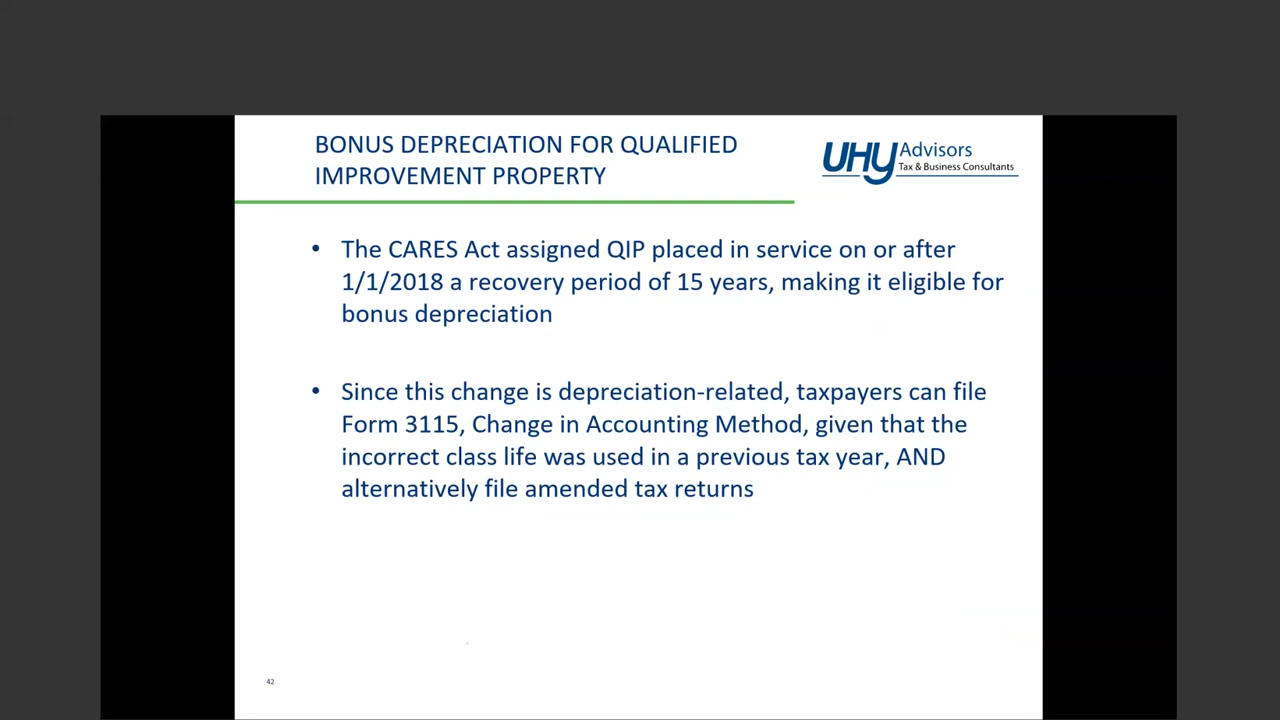 BONUS DEPRECIATION FOR QUALIFIED
IMPROVEMENT PROPERTY
UHY Advisors
Tax & Business Consultants
• The CARES Act assigned QIP placed in service on or after
1/1/2018 a recovery period of 15 years, making it eligible for
bonus depreciation
• Since this change is depreciation-related, taxpayers can file
Form 3115, Change in Accounting Method, given that the
incorrect class life was used in a previous tax year, AND
alternatively file amended tax returns
42